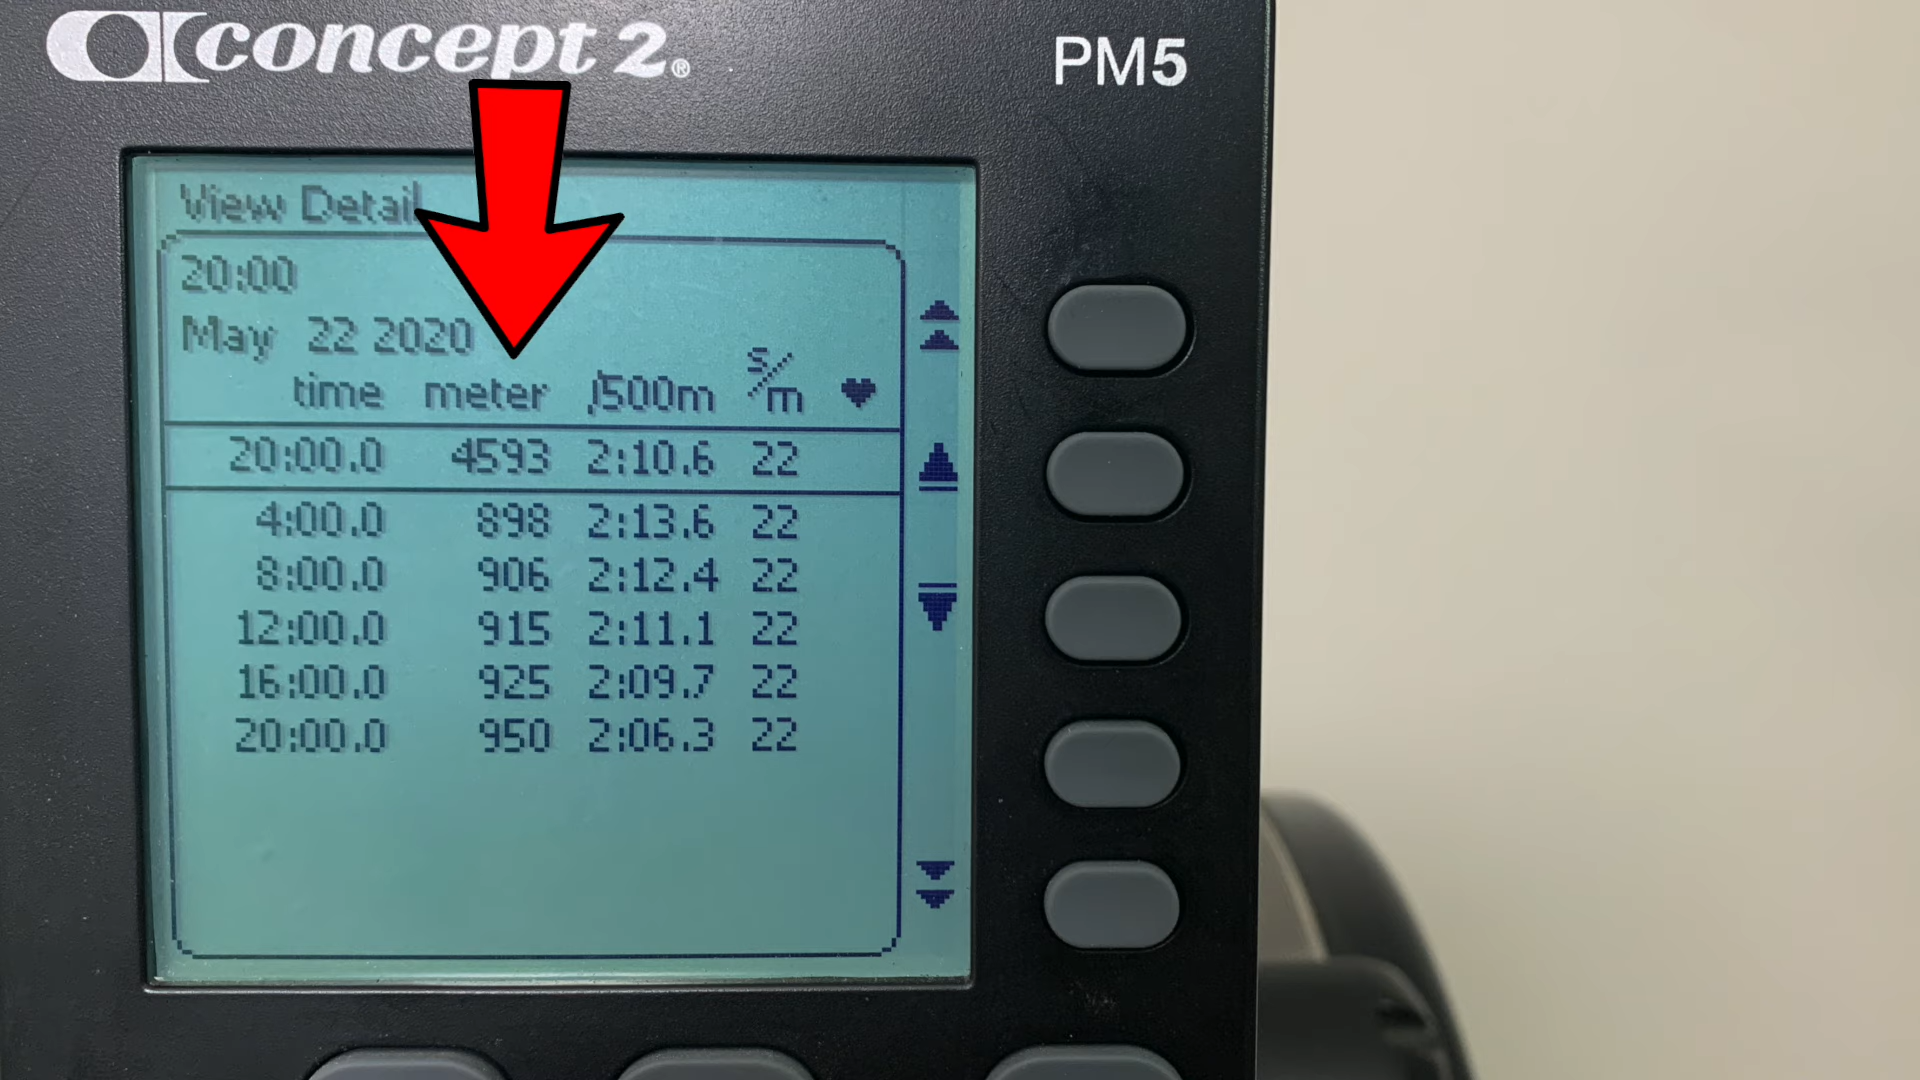 concept 2.®
PM5
View Detail
20:00
May 22 2020
time meter /500m s/m ♥
20:00.0 4593 2:10.6 22
4:00.0 898 2:13.6 22
8:00.0 906 2:12.4 22
12:00.0 915 2:11.1 22
16:00.0 925 2:09.7 22
20:00.0 950 2:06.3 22